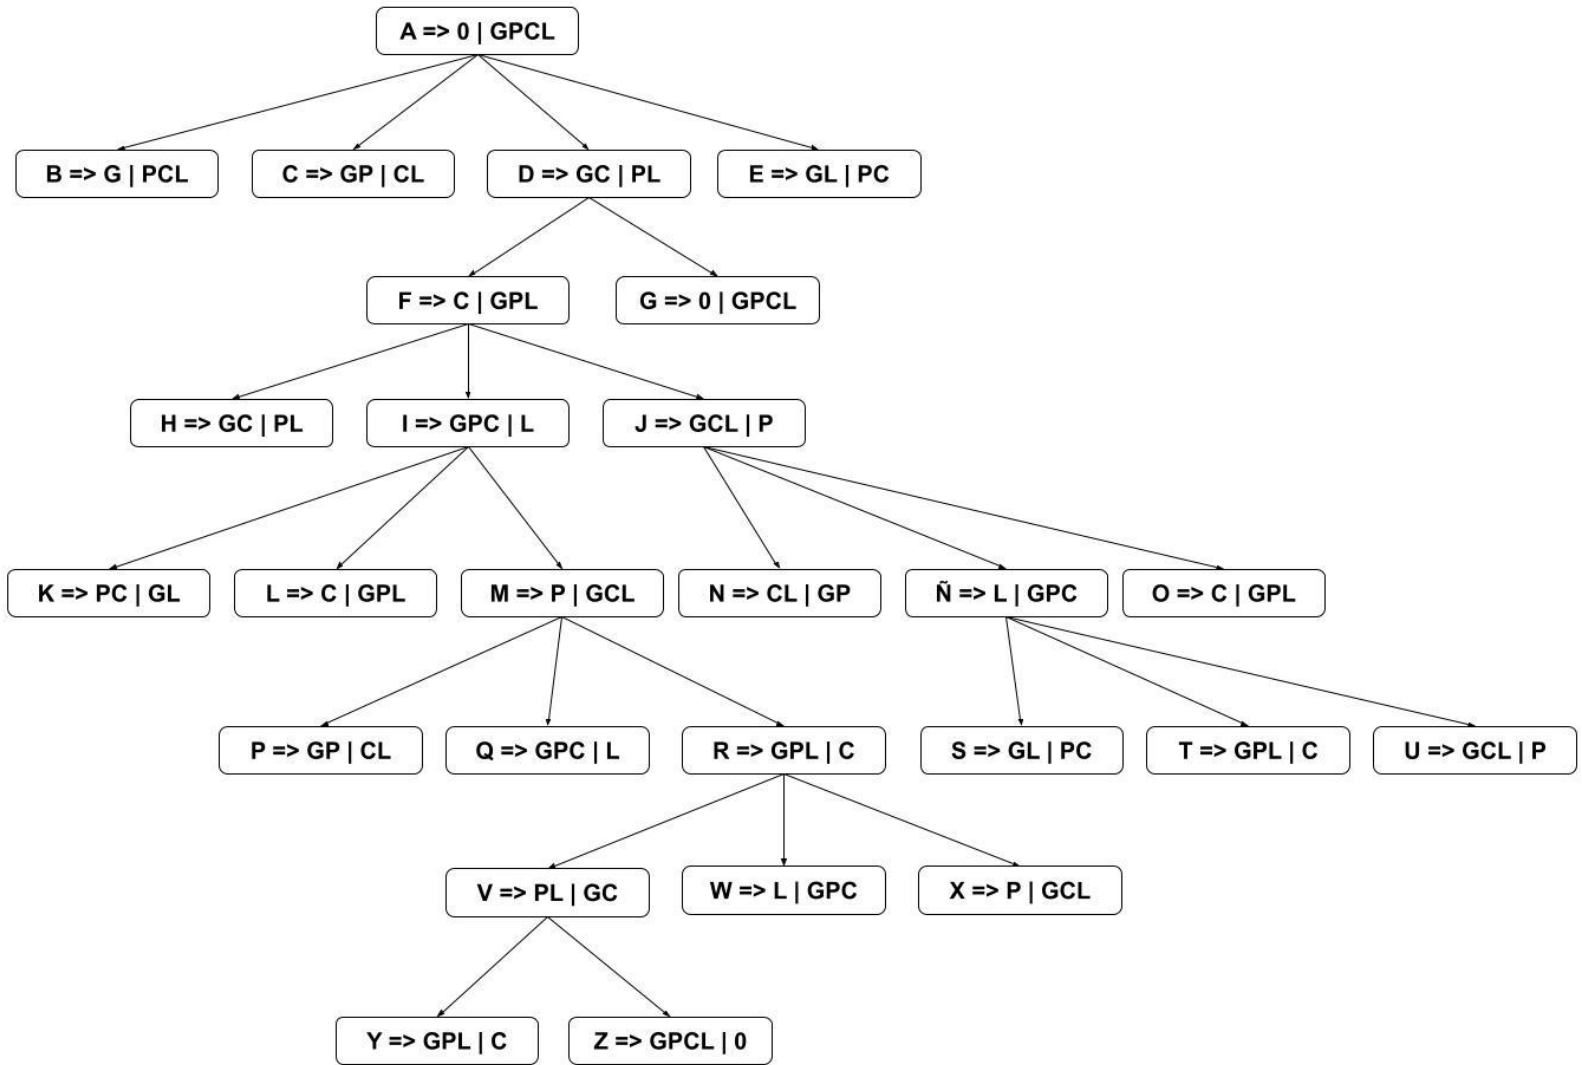 A => 0 | GPCL
B => G | PCL
C => GP | CL
D => GC | PL
E => GL | PC
F => C | GPL
G => 0 | GPCL
H => GC | PL
I => GPC | L
J => GCL | P
K => PC | GL
L => C | GPL
M => P | GCL
N => CL | GP
Ñ => L | GPC
O => C | GPL
P => GP | CL
Q => GPC | L
R => GPL | C
S => GL | PC
T => GPL | C
U => GCL | P
V => PL | GC
W => L | GPC
X => P | GCL
Y => GPL | C
Z => GPCL | 0